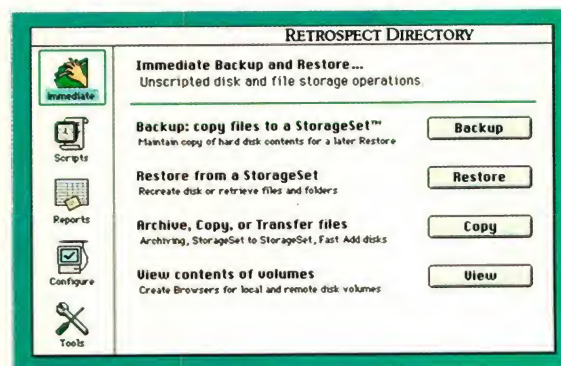 RETROSPECT DIRECTORY
Immediate
Scripts
Reports
Configure
Tools
Immediate Backup and Restore...
Unscripted disk and file storage operations.
Backup: copy files to a StorageSet™
Maintain copy of hard disk contents for a later Restore
Backup
Restore from a StorageSet
Recreate disk or retrieve files and folders
Restore
Archive, Copy, or Transfer files
Archiving, StorageSet to StorageSet, Fast Add disks
Copy
View contents of volumes
Create Browsers for local and remote disk volumes
View